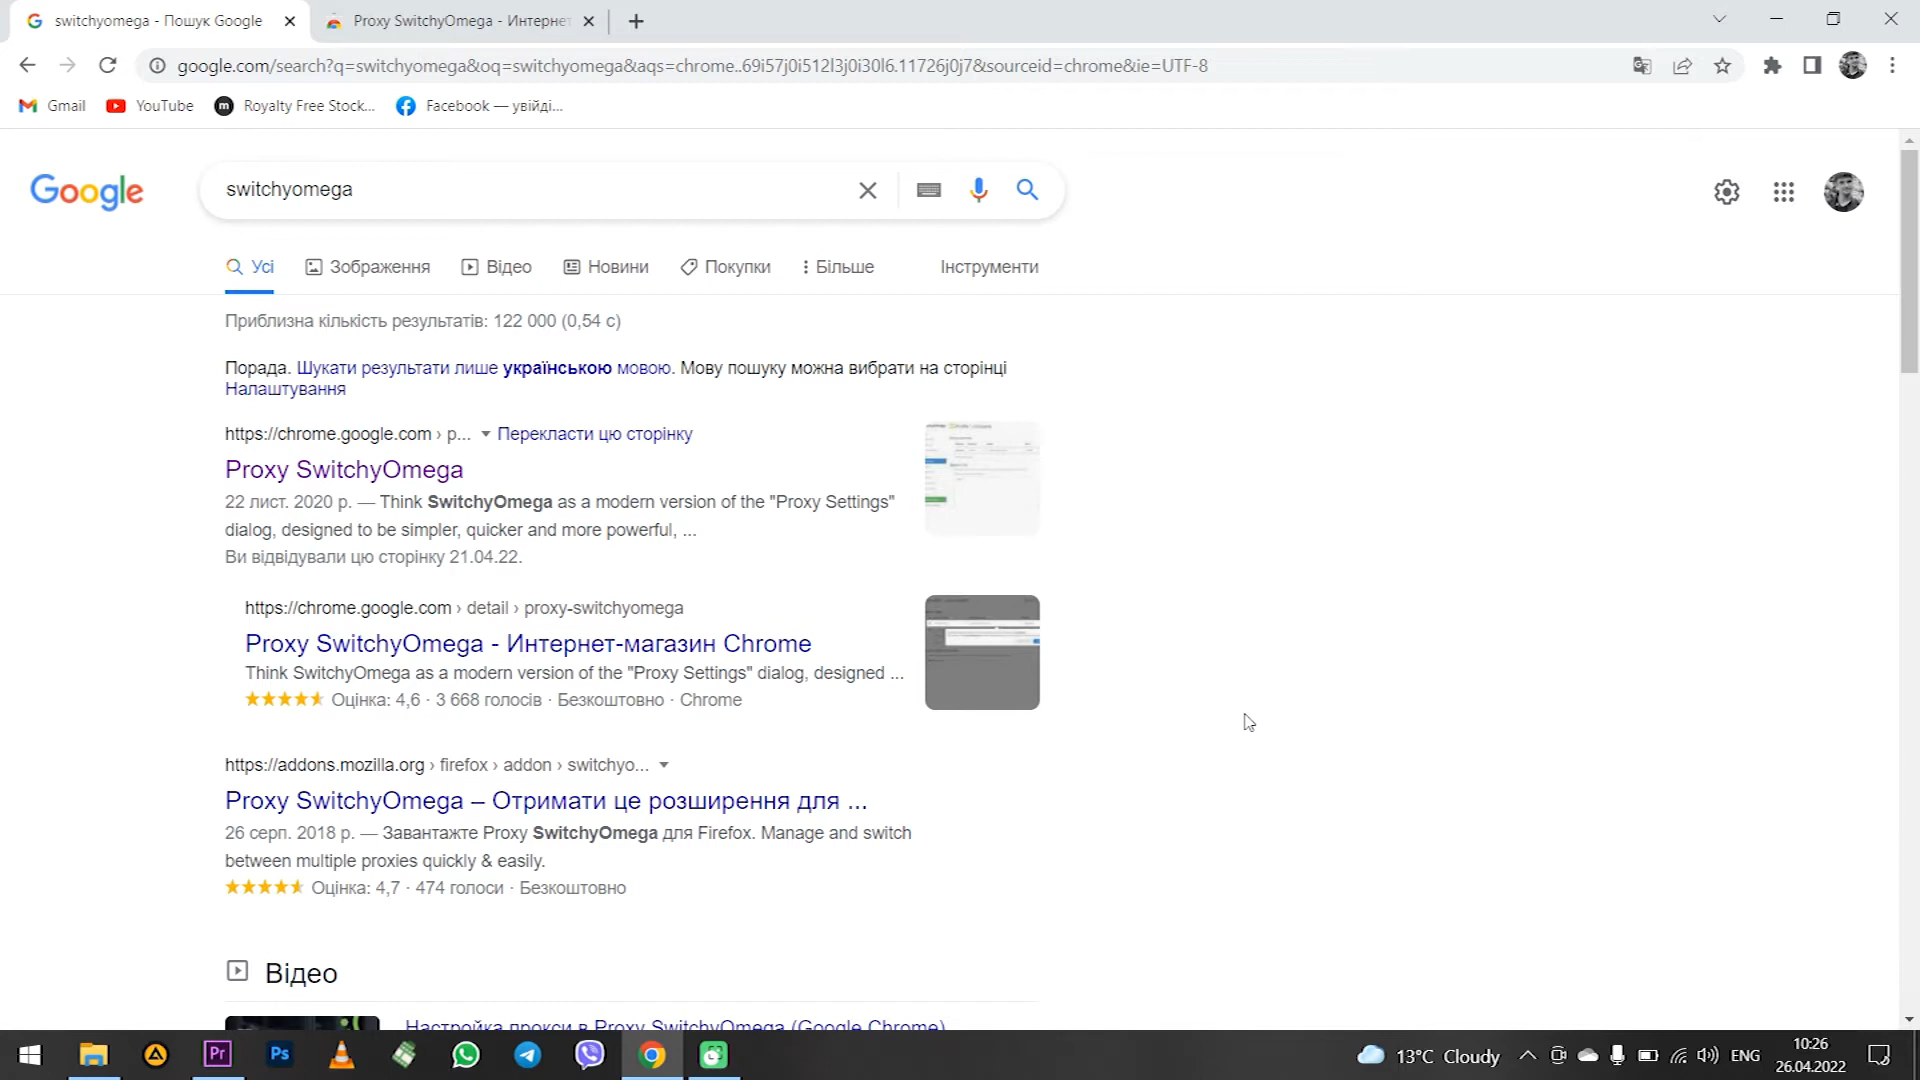 switchyomega - Пошук Google
Proxy SwitchyOmega - Интернет
google.com/search?q=switchyomega&oq=switchyomega&aqs=chrome..69i57j0i512l3j0i30l6.11726j0j7&sourceid=chrome&ie=UTF-8
Gmail
YouTube
Royalty Free Stock...
Facebook — увійді...
Google
switchyomega
Усі
Зображення
Відео
Новини
Покупки
Більше
Інструменти
Приблизна кількість результатів: 122 000 (0,54 с)
Порада. Шукати результати лише українською мовою. Мову пошуку можна вибрати на сторінці
Налаштування
https://chrome.google.com › p... Перекласти цю сторінку
Proxy SwitchyOmega
22 лист. 2020 р. — Think SwitchyOmega as a modern version of the "Proxy Settings"
dialog, designed to be simpler, quicker and more powerful, ...
Ви відвідували цю сторінку 21.04.22.
https://chrome.google.com › detail › proxy-switchyomega
Proxy SwitchyOmega - Интернет-магазин Chrome
Think SwitchyOmega as a modern version of the "Proxy Settings" dialog, designed ...
Оцінка: 4,6 · 3 668 голосів · Безкоштовно · Chrome
https://addons.mozilla.org › firefox › addon › switchyo...
Proxy SwitchyOmega – Отримати це розширення для ...
26 серп. 2018 р. — Завантажте Proxy SwitchyOmega для Firefox. Manage and switch
between multiple proxies quickly & easily.
Оцінка: 4,7 · 474 голоси · Безкоштовно
Відео
Настройка прокси в Proxy SwitchyOmega (Google Chrome)
Pr
Ps
13°C Cloudy
ENG
10:26
26.04.2022